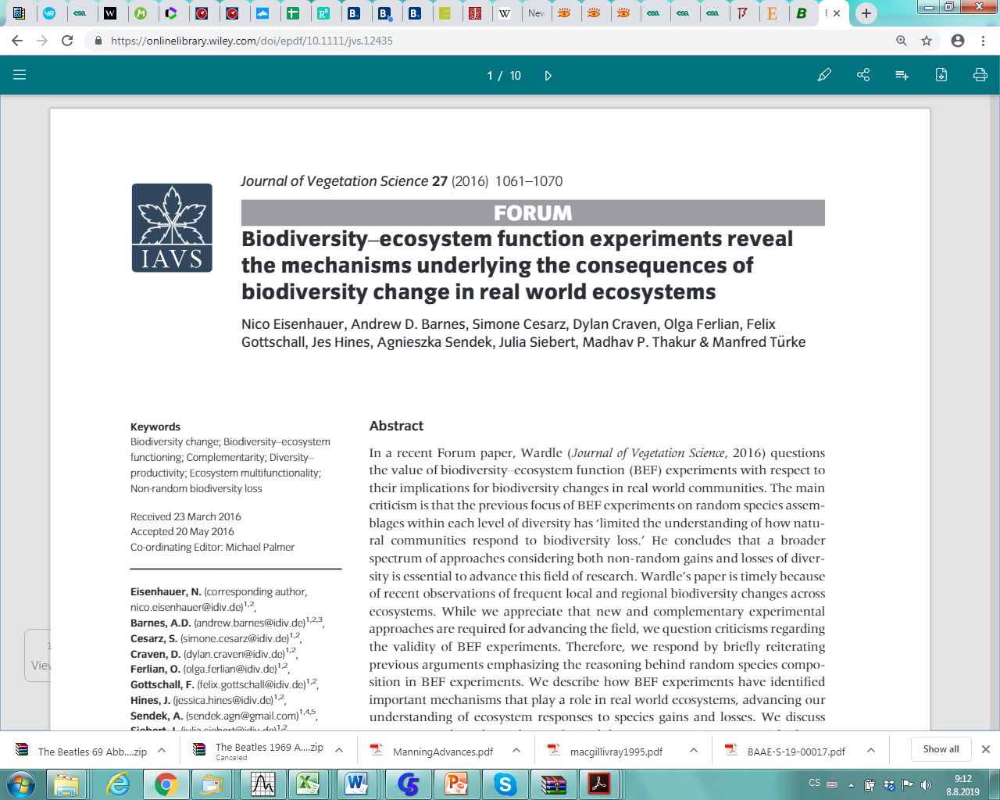 New
https://onlinelibrary.wiley.com/doi/epdf/10.1111/jvs.12435
1 / 10
Journal of Vegetation Science 27 (2016) 1061–1070
FORUM
IAVS
Biodiversity–ecosystem function experiments reveal
the mechanisms underlying the consequences of
biodiversity change in real world ecosystems
Nico Eisenhauer, Andrew D. Barnes, Simone Cesarz, Dylan Craven, Olga Ferlian, Felix
Gottschall, Jes Hines, Agnieszka Sendek, Julia Siebert, Madhav P. Thakur & Manfred Türke
Keywords
Biodiversity change; Biodiversity–ecosystem
functioning; Complementarity; Diversity–
productivity; Ecosystem multifunctionality;
Non-random biodiversity loss
Received 23 March 2016
Accepted 20 May 2016
Co-ordinating Editor: Michael Palmer
Eisenhauer, N. (corresponding author,
nico.eisenhauer@idiv.de)1,2,
Barnes, A.D. (andrew.barnes@idiv.de)1,2,3,
Cesarz, S. (simone.cesarz@idiv.de)1,2,
Craven, D. (dylan.craven@idiv.de)1,2,
Ferlian, O. (olga.ferlian@idiv.de)1,2,
Gottschall, F. (felix.gottschall@idiv.de)1,2,
Hines, J. (jessica.hines@idiv.de)1,2,
Sendek, A. (sendek.agn@gmail.com)1,4,5,
Siebert, J. (julia.siebert@idiv.de)1,2
Abstract
In a recent Forum paper, Wardle (Journal of Vegetation Science, 2016) questions
the value of biodiversity–ecosystem function (BEF) experiments with respect to
their implications for biodiversity changes in real world communities. The main
criticism is that the previous focus of BEF experiments on random species assem-
blages within each level of diversity has ‘limited the understanding of how natu-
ral communities respond to biodiversity loss.’ He concludes that a broader
spectrum of approaches considering both non-random gains and losses of diver-
sity is essential to advance this field of research. Wardle’s paper is timely because
of recent observations of frequent local and regional biodiversity changes across
ecosystems. While we appreciate that new and complementary experimental
approaches are required for advancing the field, we question criticisms regarding
the validity of BEF experiments. Therefore, we respond by briefly reiterating
previous arguments emphasizing the reasoning behind random species compo-
sition in BEF experiments. We describe how BEF experiments have identified
important mechanisms that play a role in real world ecosystems, advancing our
understanding of ecosystem responses to species gains and losses. We discuss
The Beatles 69 Abb....zip
The Beatles 1969 A....zip
Canceled
ManningAdvances.pdf
macgillivray1995.pdf
BAAE-S-19-00017.pdf
Show all
CS
9:12
8.8.2019